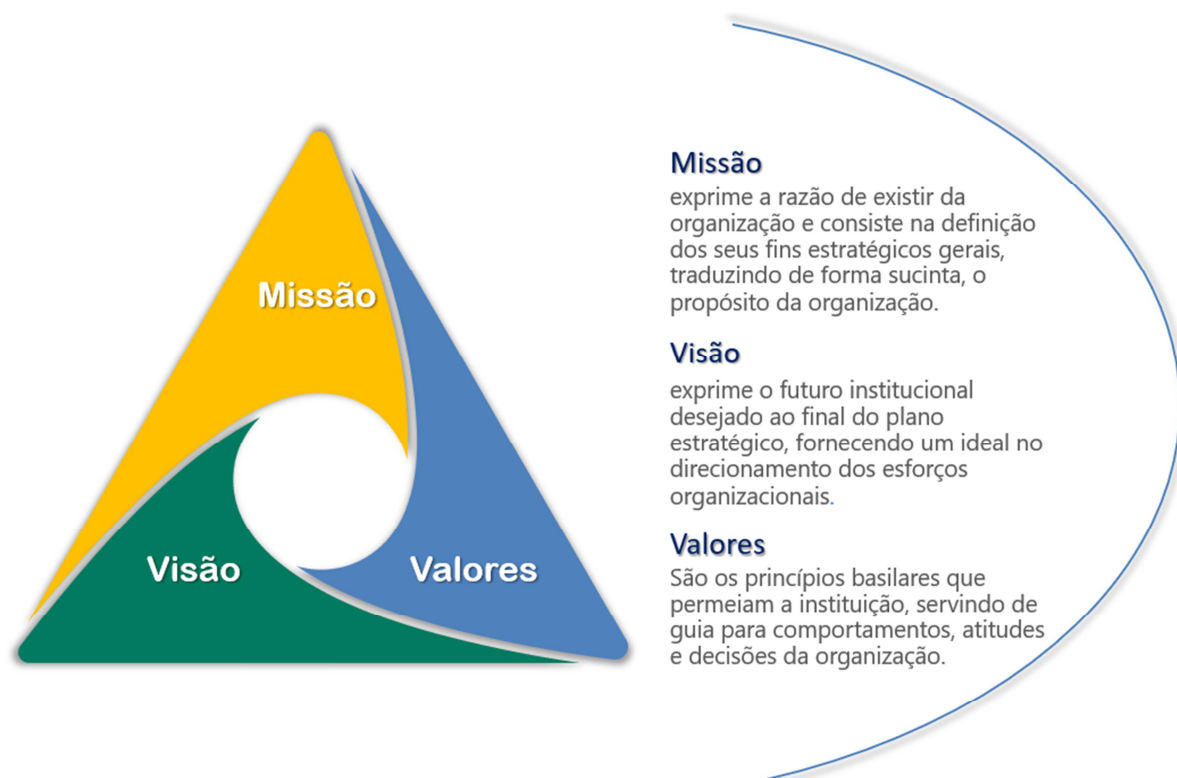 Missão
Visão
Valores
Missão
exprime a razão de existir da
organização e consiste na definição
dos seus fins estratégicos gerais,
traduzindo de forma sucinta, o
propósito da organização.
Visão
exprime o futuro institucional
desejado ao final do plano
estratégico, fornecendo um ideal no
direcionamento dos esforços
organizacionais.
Valores
São os princípios basilares que
permeiam a instituição, servindo de
guia para comportamentos, atitudes
e decisões da organização.